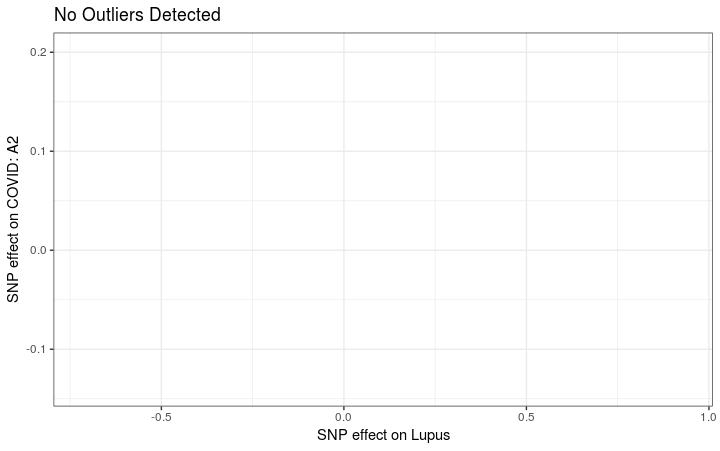 No Outliers Detected
SNP effect on COVID: A2
0.2
0.1
0.0
-0.1
-0.5
0.0
0.5
1.0
SNP effect on Lupus